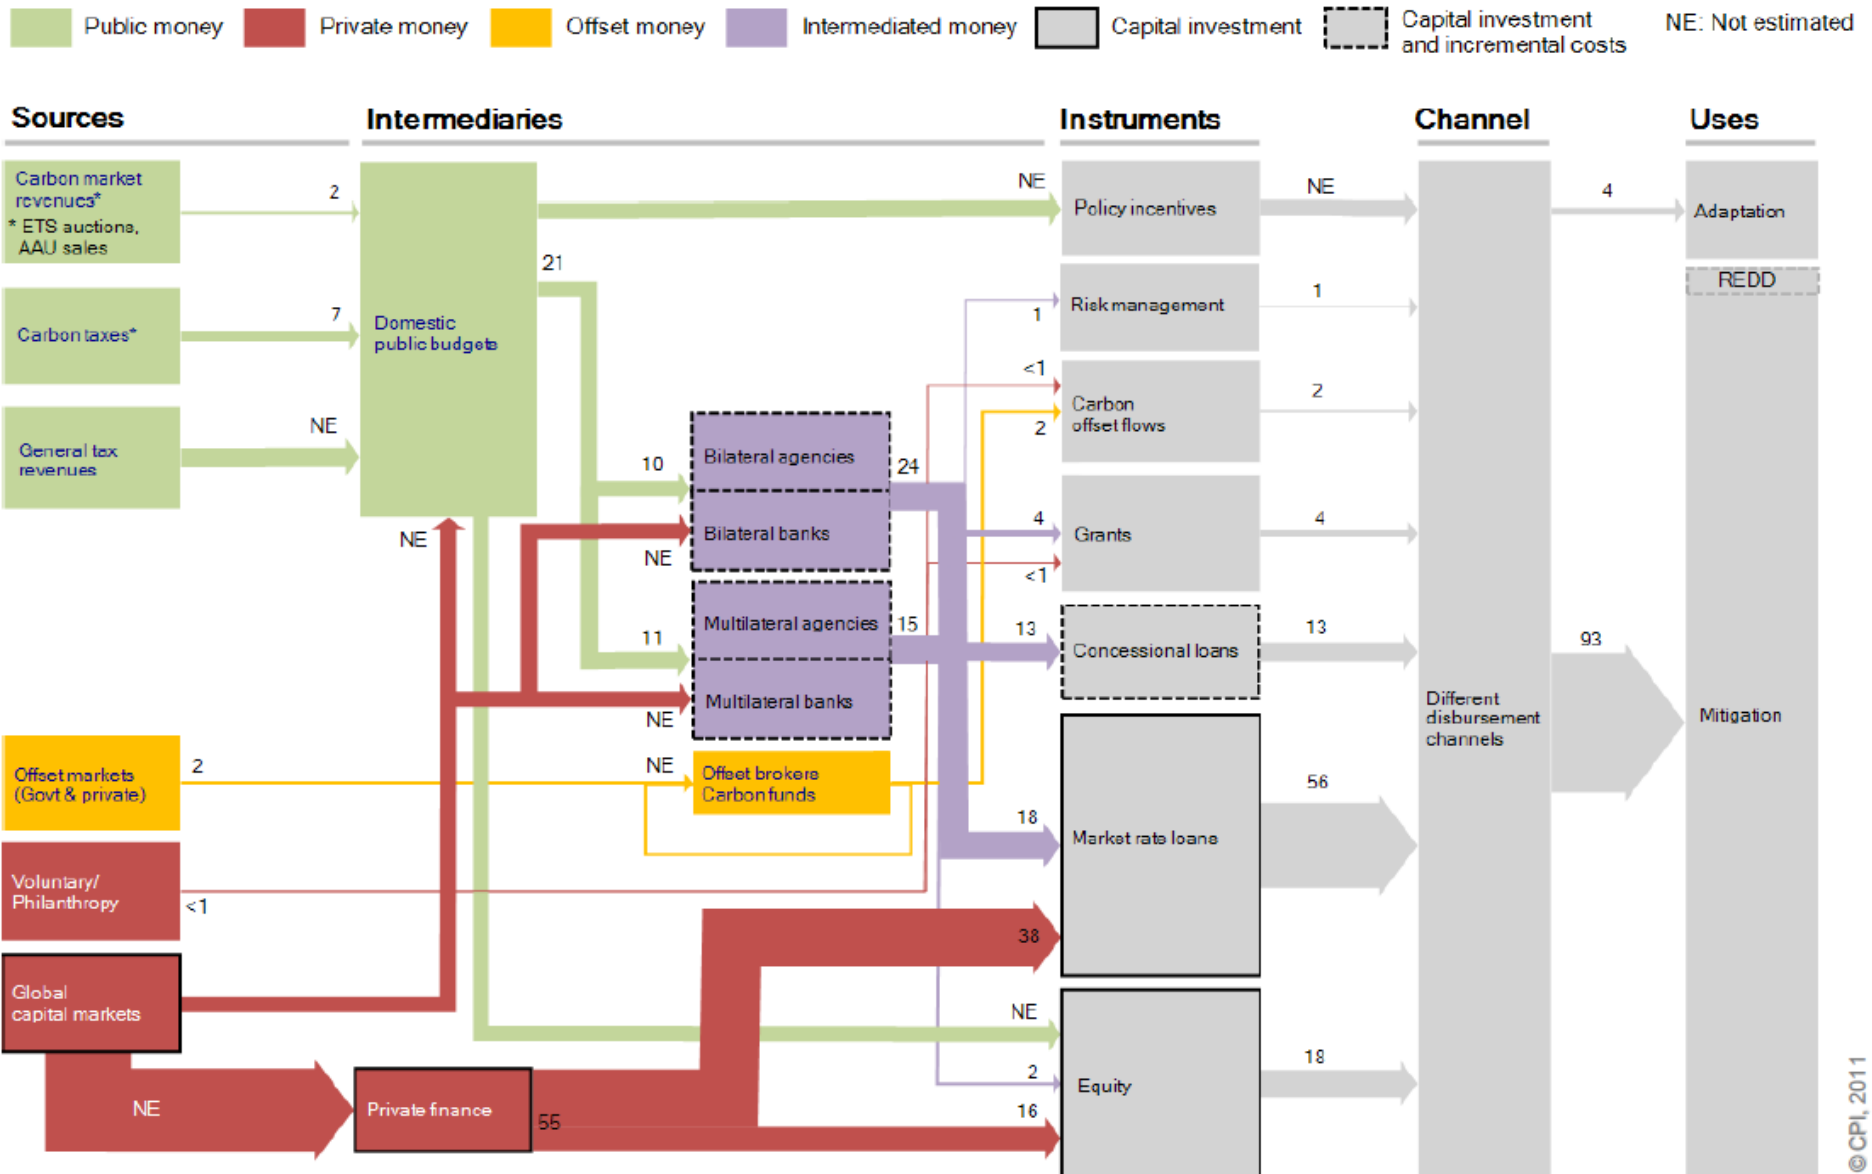 Public money
Private money
Offset money
Intermediated money
Capital investment
Capital investment
and incremental costs
NE: Not estimated
Sources
Intermediaries
Instruments
Channel
Uses
Carbon market
revenues*
* ETS auctions,
AAU sales
2
Carbon taxes*
7
General tax
revenues
NE
Domestic
public budgets
21
NE
Policy incentives
NE
4
Adaptation
REDD
1
Risk management
1
<1
2
Carbon
offset flows
2
10
Bilateral agencies
24
Bilateral banks
NE
NE
4
<1
Grants
4
11
Multilateral agencies
15
Multilateral banks
NE
13
Concessional loans
13
Different
disbursement
channels
93
Mitigation
Offset markets
(Govt & private)
2
NE
Offset brokers
Carbon funds
18
Market rate loans
56
Voluntary/
Philanthropy
<1
38
Global
capital markets
NE
NE
Private finance
55
2
16
Equity
18
© CPI, 2011